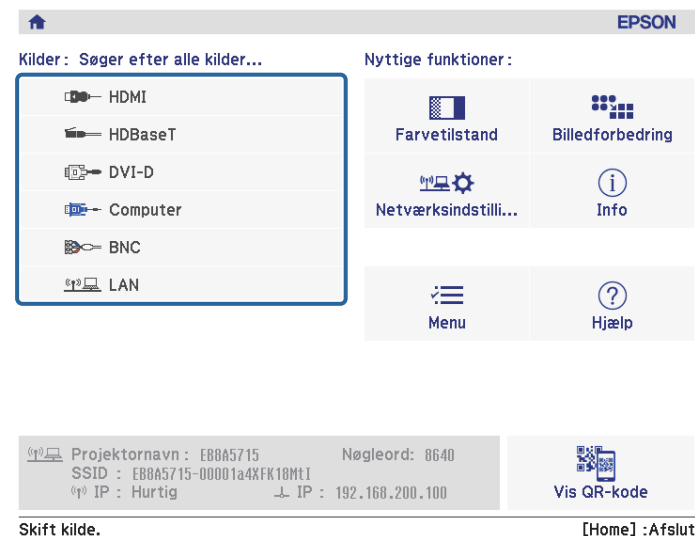 EPSON
Kilder : Søger efter alle kilder...
HDMI
HDBaseT
DVI-D
Computer
BNC
LAN
Nyttige funktioner :
Farvetilstand
Billedforbedring
Netværksindstilli...
Info
Menu
Hjælp
Projektornavn : EB8A5715 Nøgleord: 8640
SSID : EB8A5715-00001a4XFK18MtI
IP : Hurtig IP : 192.168.200.100
Vis QR-kode
Skift kilde. [Home] :Afslut